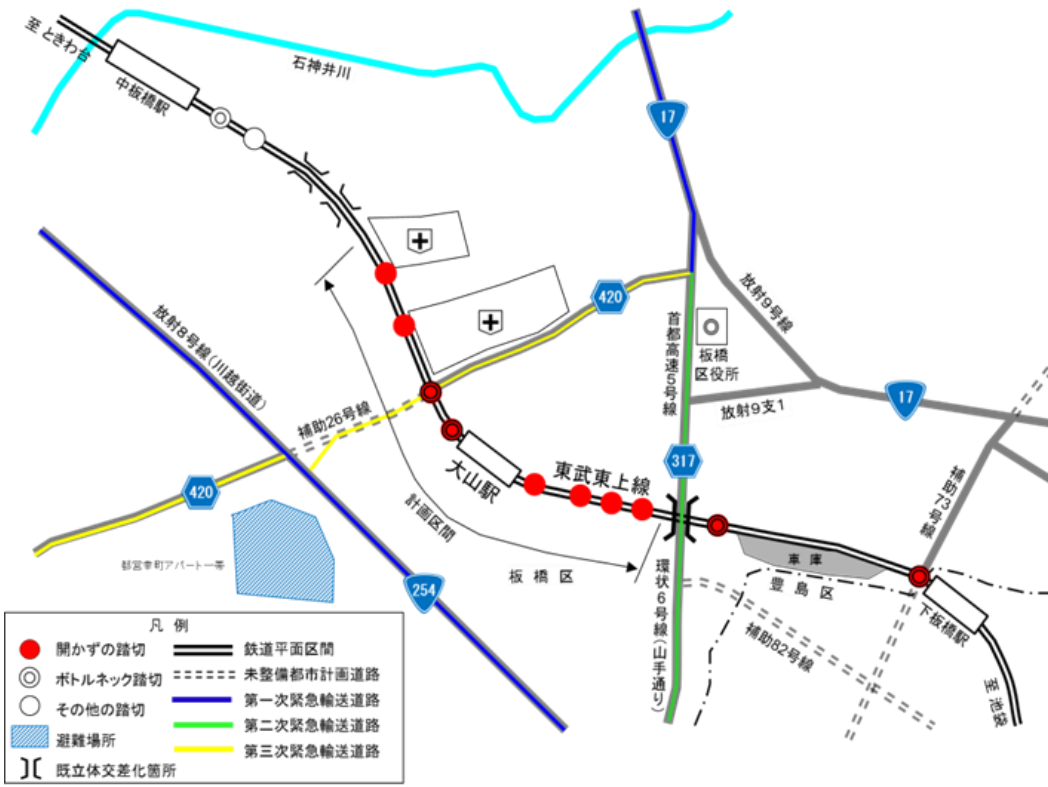 至 ときわ台
中板橋駅
石神井川
17
放射9号線
420
首都高速5号線
板橋
区役所
放射9支1
17
放射8号線(川越街道)
補助26号線
420
大山駅
東武東上線
317
補助73号線
計画区間
都営幸町アパート一帯
254
板橋区
車庫
豊島区
下板橋駅
環状6号線(山手通り)
補助82号線
至 池袋
凡 例
開かずの踏切
ボトルネック踏切
その他の踏切
避難場所
既立体交差化箇所
鉄道平面区間
未整備都市計画道路
第一次緊急輸送道路
第二次緊急輸送道路
第三次緊急輸送道路